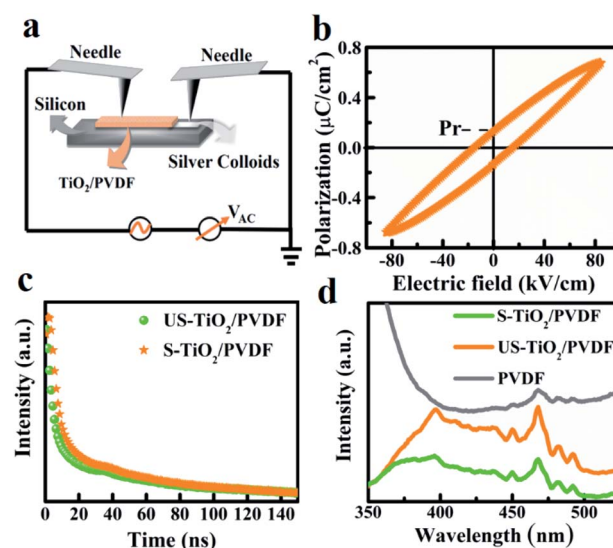 a
Needle
Needle
Silicon
Silver Colloids
TiO₂/PVDF
V_AC
b
Polarization (μC/cm²)
0.8
0.4
0.0
-0.4
-0.8
Pr
-80
-40
0
40
80
Electric field (kV/cm)
c
US-TiO₂/PVDF
S-TiO₂/PVDF
Intensity (a.u.)
0 20 40 60 80 100 120 140
Time (ns)
d
S-TiO₂/PVDF
US-TiO₂/PVDF
PVDF
Intensity (a.u.)
350
400
450
500
Wavelength (nm)